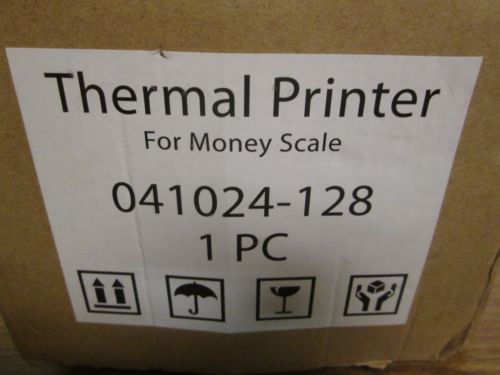 Thermal Printer
For Money Scale
041024-128
1 PC